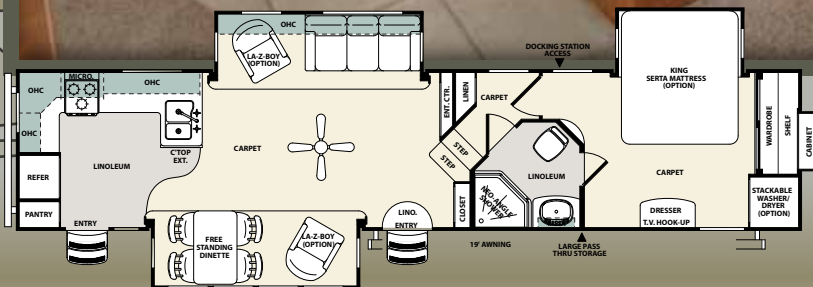 OHC
LA-Z-BOY
(OPTION)
DOCKING STATION
ACCESS
KING
SERTA MATTRESS
(OPTION)
MICRO.
OHC
OHC
OHC
C'TOP
EXT.
LINOLEUM
REFER
PANTRY
ENTRY
CARPET
ENT. CTR.
LINEN
CARPET
STEP
STEP
CLOSET
LINO.
ENTRY
LINOLEUM
NEO-ANGLE
SHOWER
CARPET
DRESSER
T.V. HOOK-UP
WARDROBE
SHELF
CABINET
STACKABLE
WASHER/
DRYER
(OPTION)
FREE
STANDING
DINETTE
LA-Z-BOY
(OPTION)
19' AWNING
LARGE PASS
THRU STORAGE